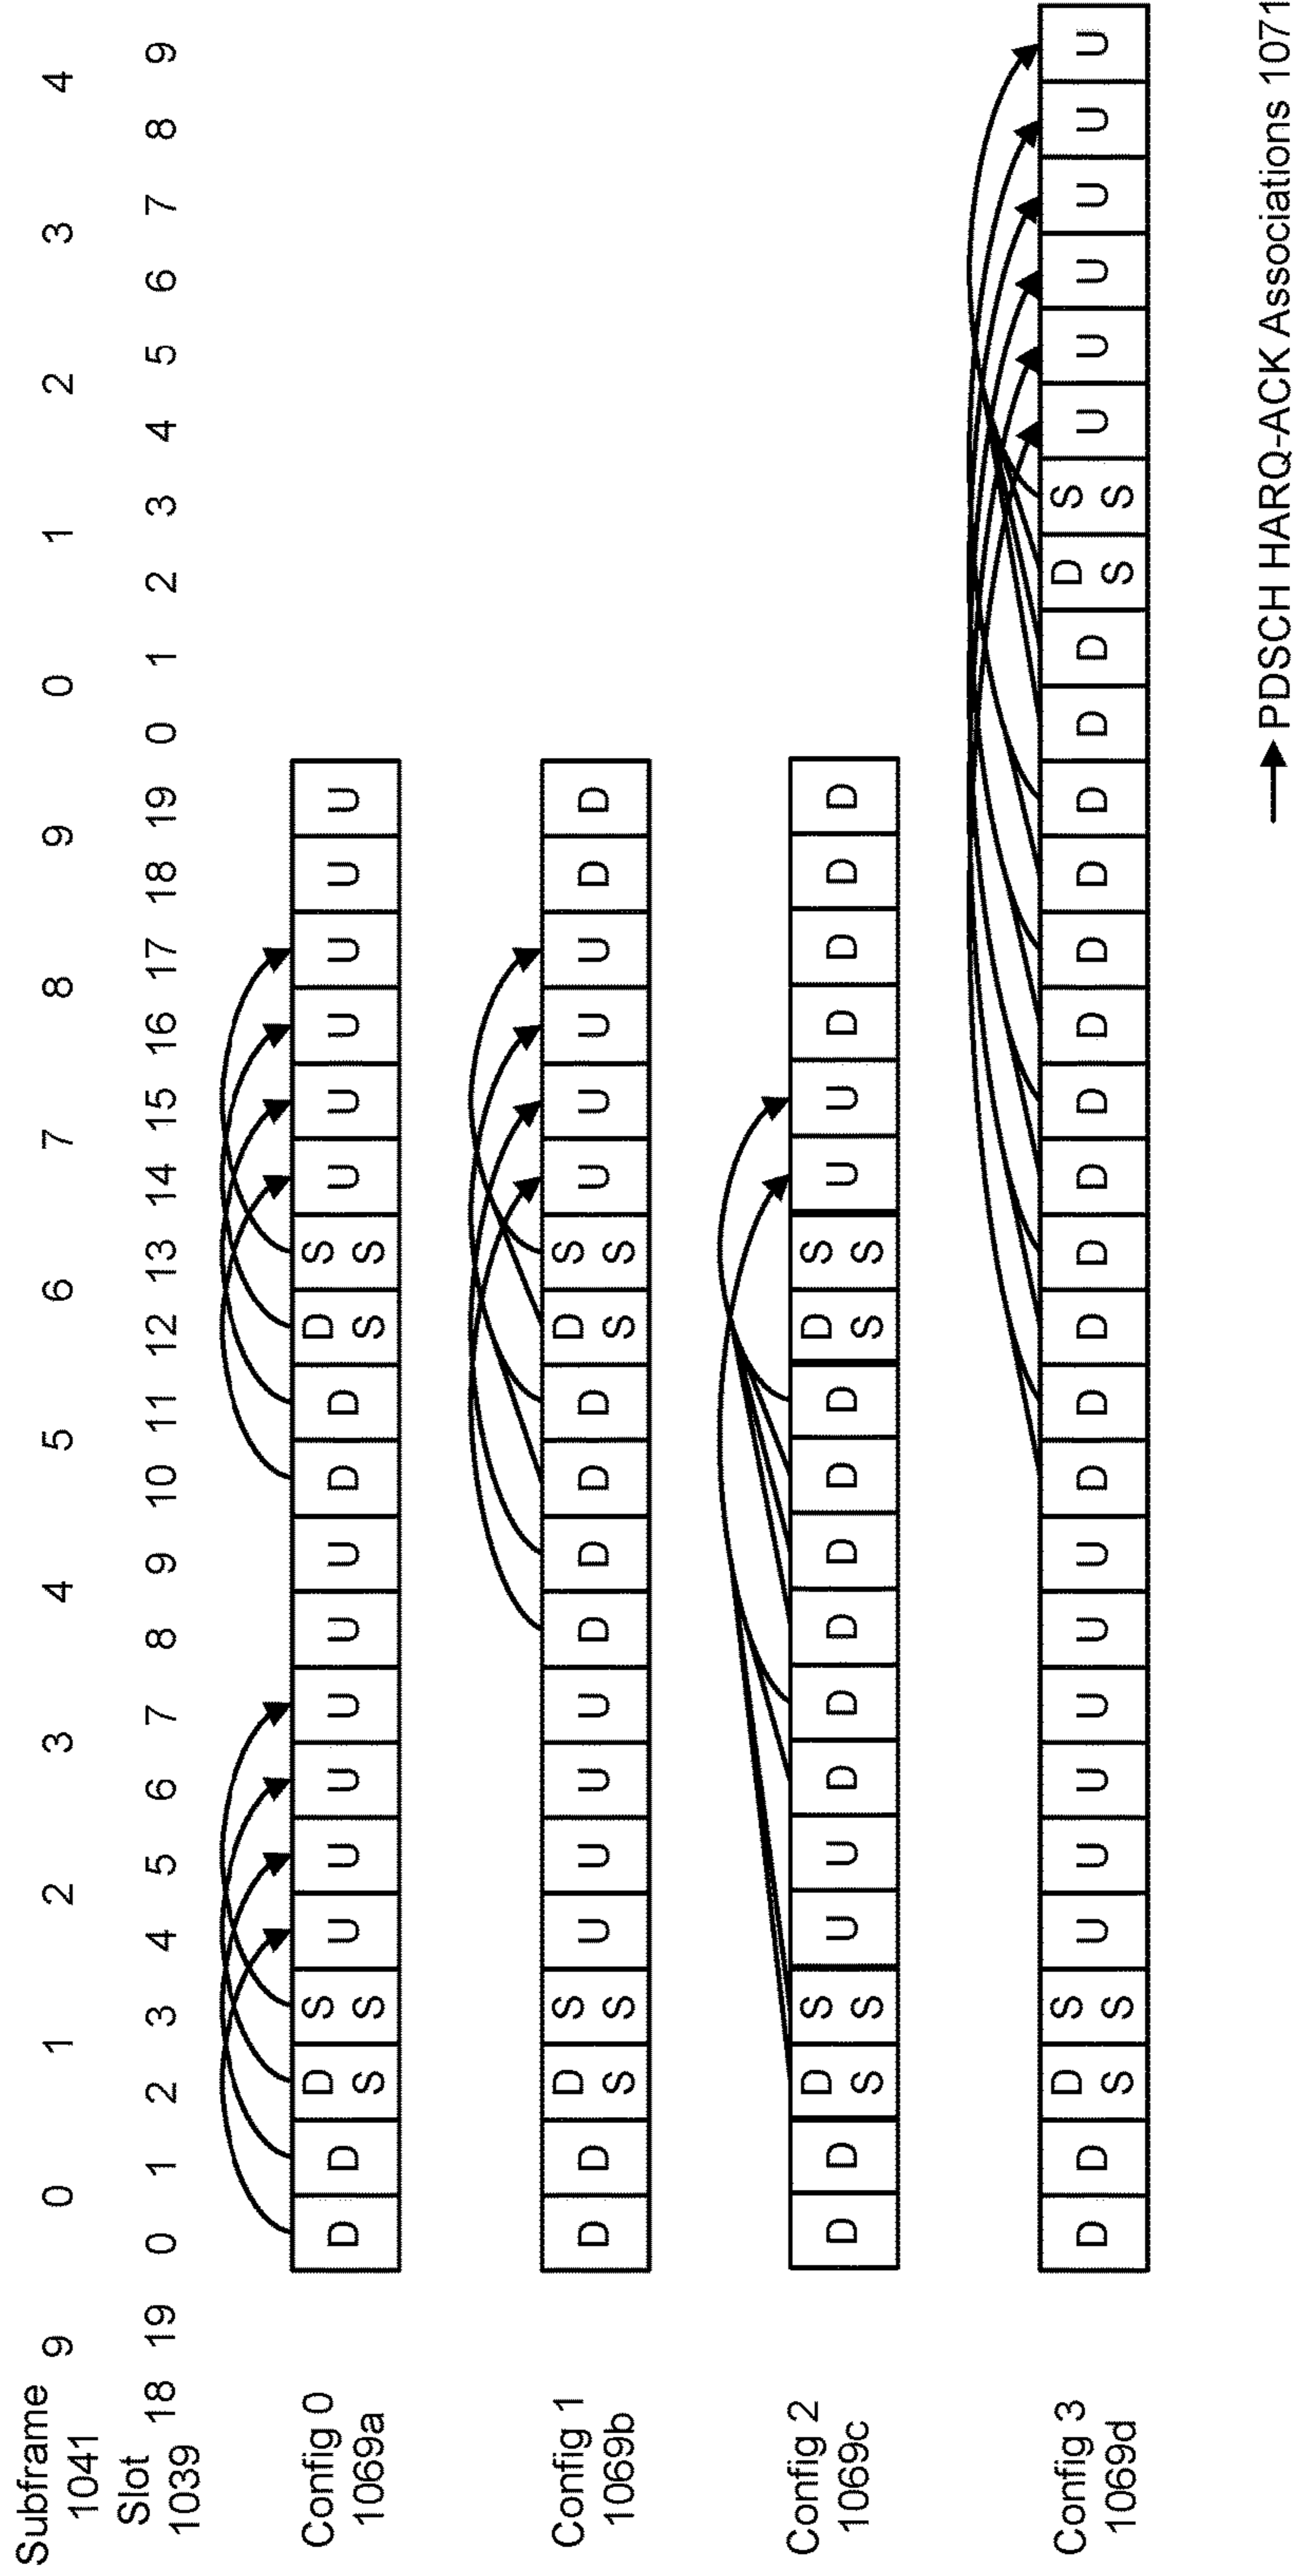 Subframe 9 0 1 2 3 4 5 6 7 8 9 0 1 2 3 4
1041
Slot 18 19 0 1 2 3 4 5 6 7 8 9 10 11 12 13 14 15 16 17 18 19 0 1 2 3 4 5 6 7 8 9
1039
Config 0 D D D S U U U U U U D D D S U U U U U U
1069a S S S S
Config 1 D D D S U U U U D D D D D S U U U U D D
1069b S S S S
Config 2 D D D S U U D D D D D D D S U U D D D D
1069c S S S S
Config 3 D D D S U U U U U U D D D D D D D D D D D D D S U U U U U U
1069d S S S S
PDSCH HARQ-ACK Associations 1071